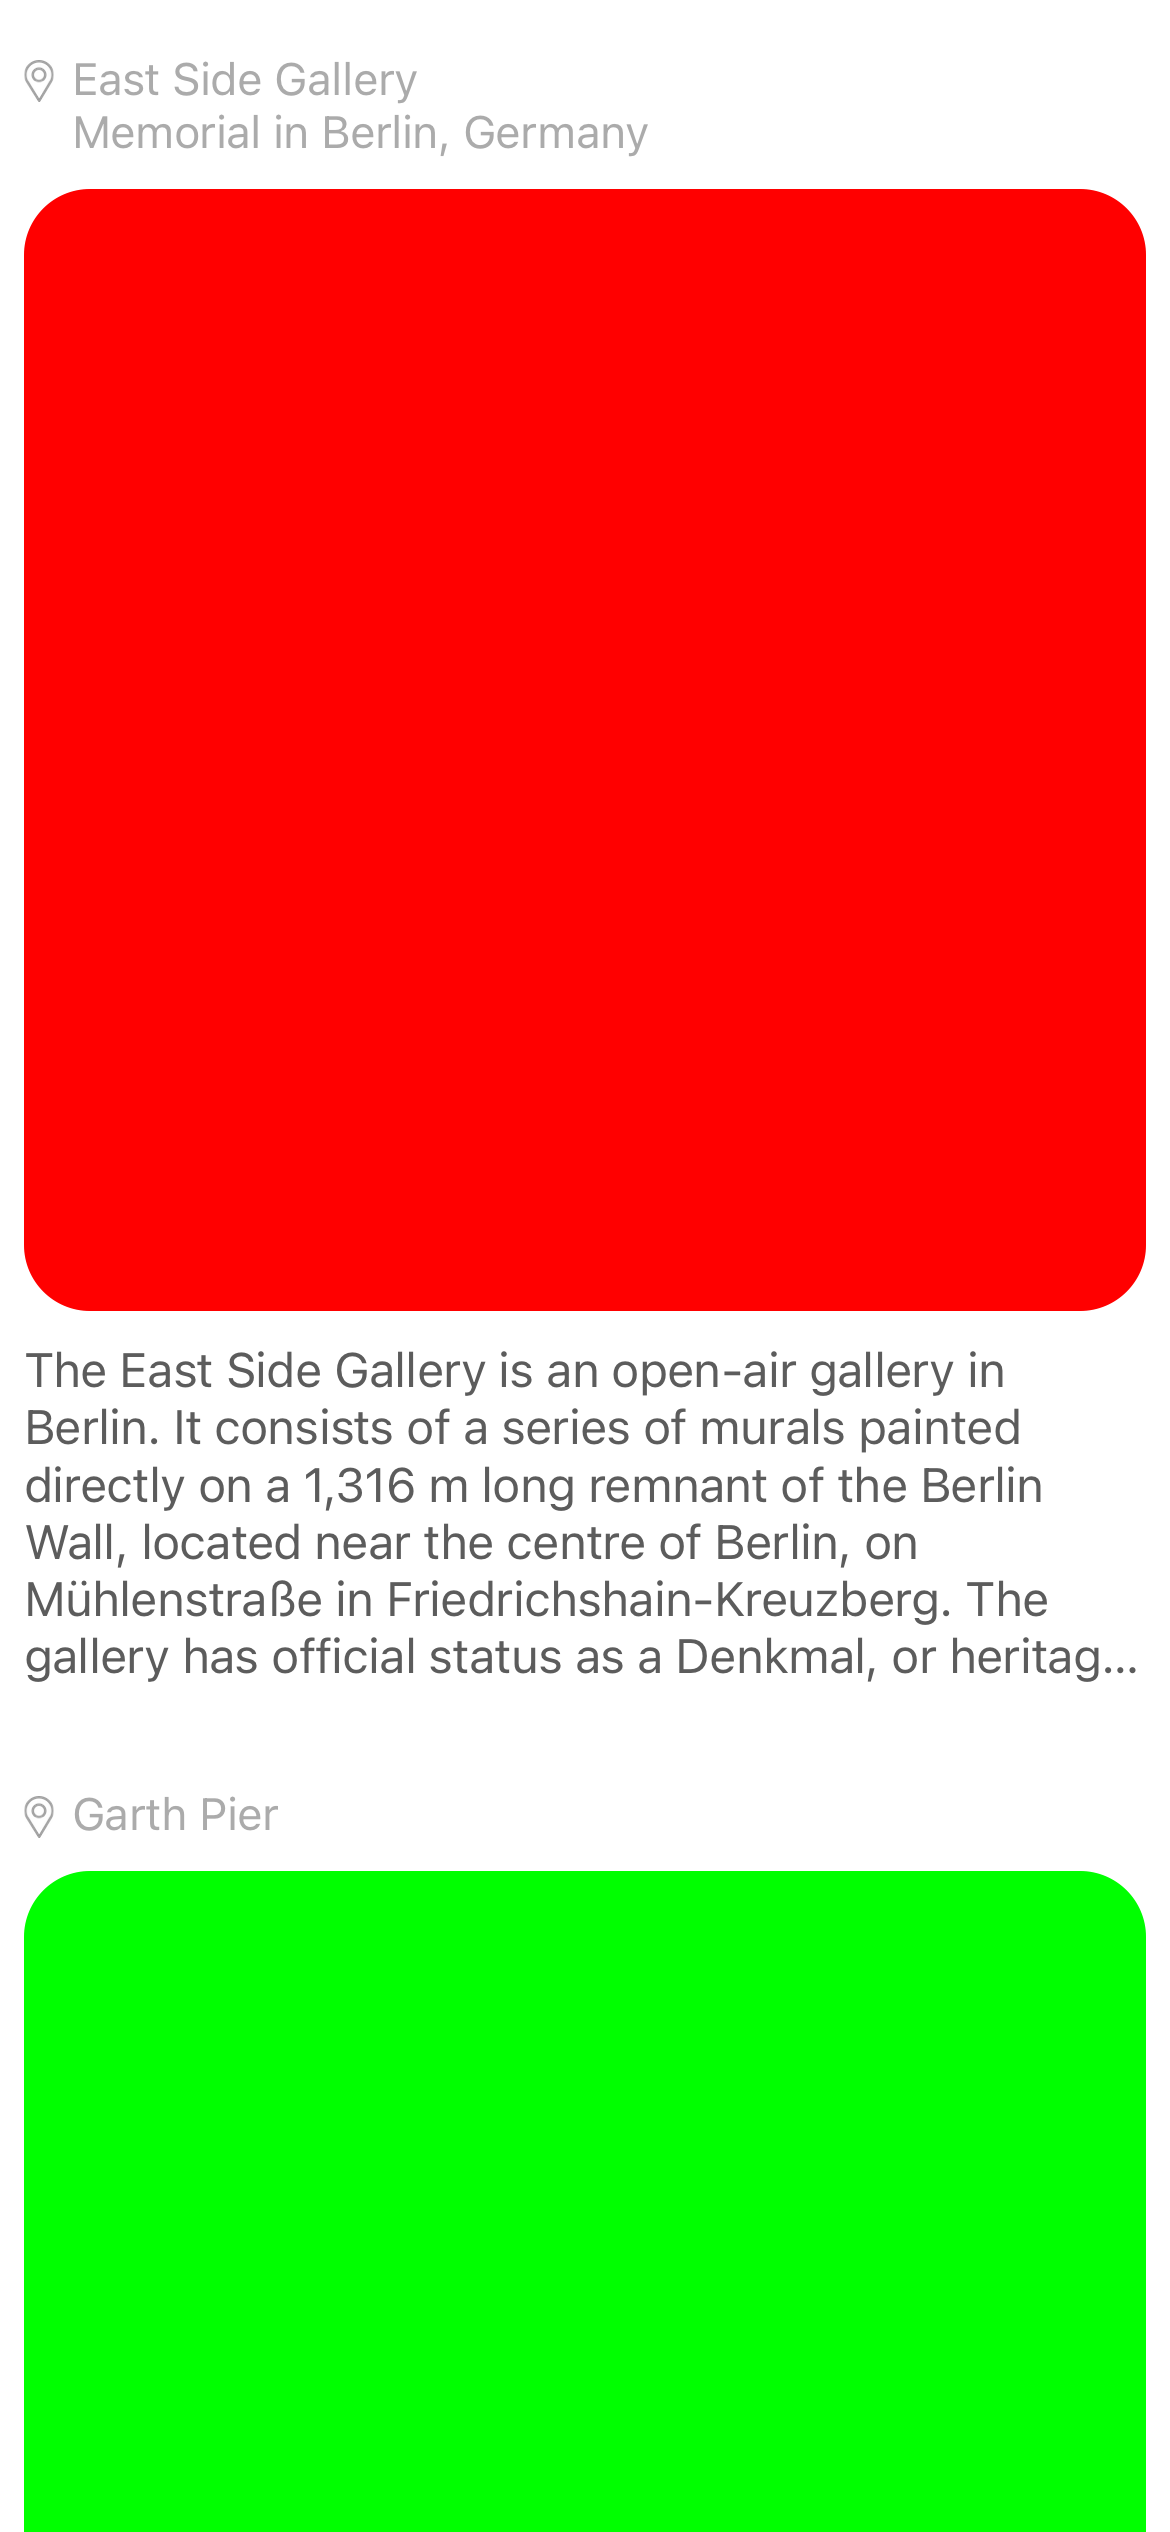 East Side Gallery
Memorial in Berlin, Germany
The East Side Gallery is an open-air gallery in
Berlin. It consists of a series of murals painted
directly on a 1,316 m long remnant of the Berlin
Wall, located near the centre of Berlin, on
Mühlenstraße in Friedrichshain-Kreuzberg. The
gallery has official status as a Denkmal, or heritag…
Garth Pier